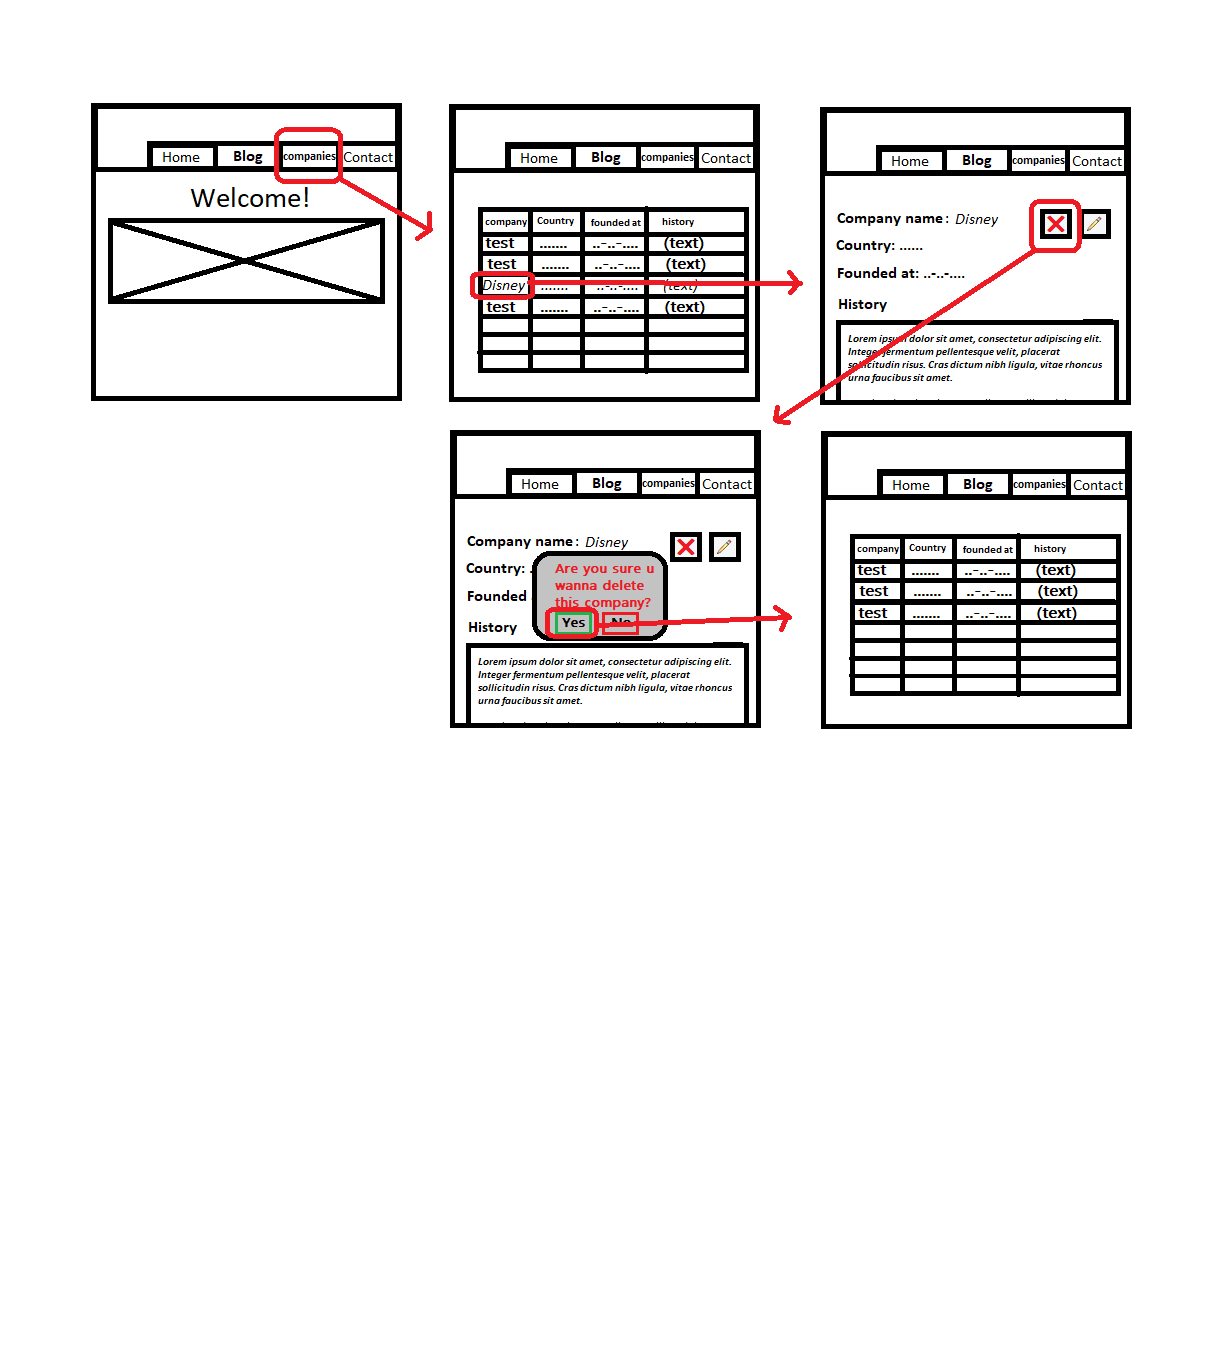 Home Blog companies Contact
Welcome!
Home Blog companies Contact
company Country founded at history
test ....... ..-..-.... (text)
test ....... ..-..-.... (text)
Disney ....... ..-..-.... (text)
test ....... ..-..-.... (text)
Home Blog companies Contact
Company name: Disney
Country: ......
Founded at: ..-..-....
History
Lorem ipsum dolor sit amet, consectetur adipiscing elit.
Integer fermentum pellentesque velit, placerat
sollicitudin risus. Cras dictum nibh ligula, vitae rhoncus
urna faucibus sit amet.
Home Blog companies Contact
Company name: Disney
Country: .
Founded
History
Are you sure u
wanna delete
this company?
Yes No
Lorem ipsum dolor sit amet, consectetur adipiscing elit.
Integer fermentum pellentesque velit, placerat
sollicitudin risus. Cras dictum nibh ligula, vitae rhoncus
urna faucibus sit amet.
Home Blog companies Contact
company Country founded at history
test ....... ..-..-.... (text)
test ....... ..-..-.... (text)
test ....... ..-..-.... (text)